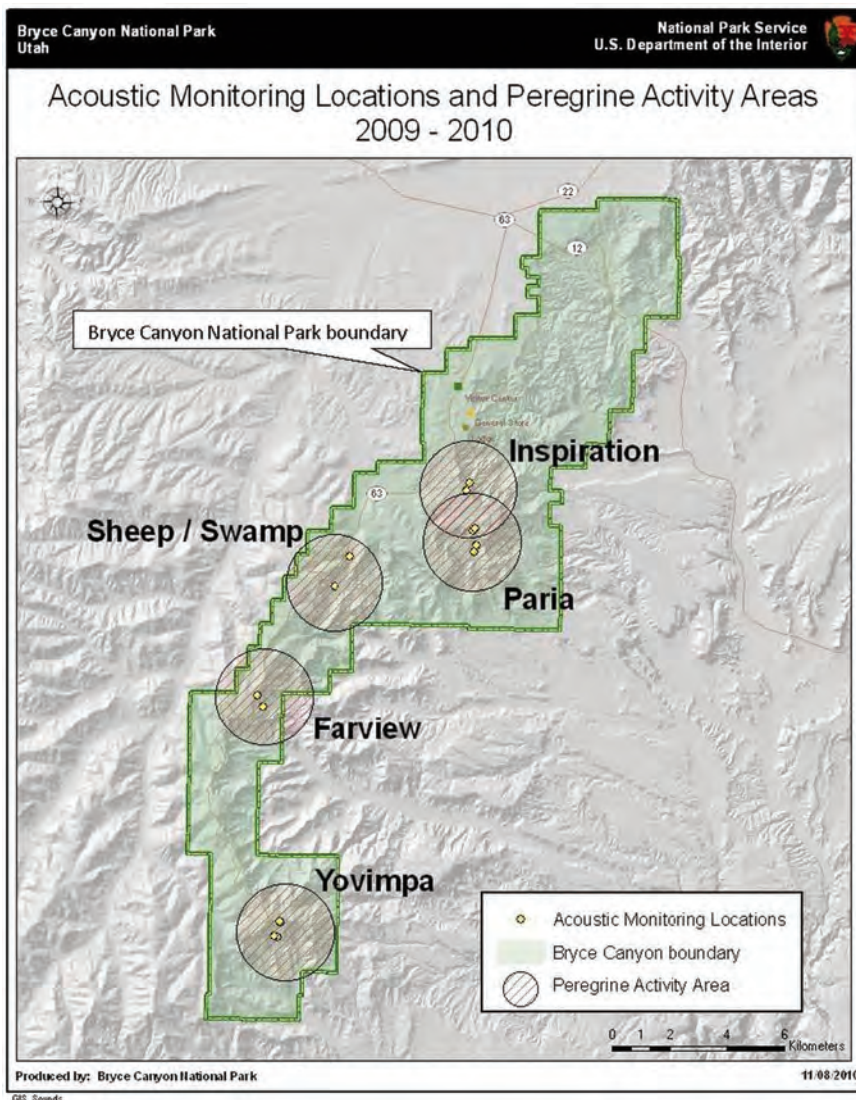 Bryce Canyon National Park
Utah
National Park Service
U.S. Department of the Interior
Acoustic Monitoring Locations and Peregrine Activity Areas
2009 - 2010
22
63
12
Bryce Canyon National Park boundary
Visitor Center
General Store
Inspiration
63
Sheep / Swamp
Paria
Farview
Yovimpa
Acoustic Monitoring Locations
Bryce Canyon boundary
Peregrine Activity Area
0 1 2 4 6
Kilometers
Produced by: Bryce Canyon National Park
11/08/2010
GIS_Sounds